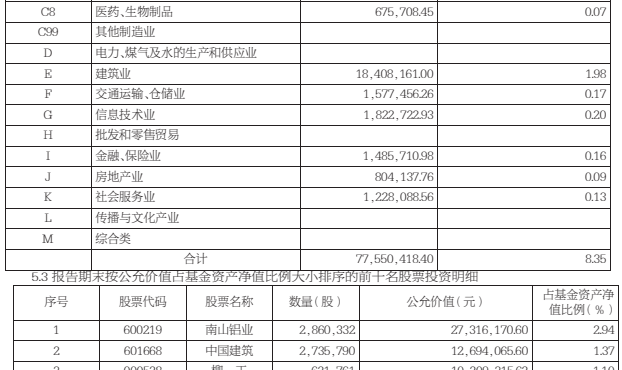 C8 医药、生物制品 675,708.45 0.07
C99 其他制造业
D 电力、煤气及水的生产和供应业
E 建筑业 18,408,161.00 1.98
F 交通运输、仓储业 1,577,456.26 0.17
G 信息技术业 1,822,722.93 0.20
H 批发和零售贸易
I 金融、保险业 1,485,710.98 0.16
J 房地产业 804,137.76 0.09
K 社会服务业 1,228,088.56 0.13
L 传播与文化产业
M 综合类
合计 77,550,418.40 8.35
5.3 报告期末按公允价值占基金资产净值比例大小排序的前十名股票投资明细
序号 股票代码 股票名称 数量(股) 公允价值(元) 占基金资产净
值比例(%)
1 600219 南山铝业 2,860,332 27,316,170.60 2.94
2 601668 中国建筑 2,735,790 12,694,065.60 1.37